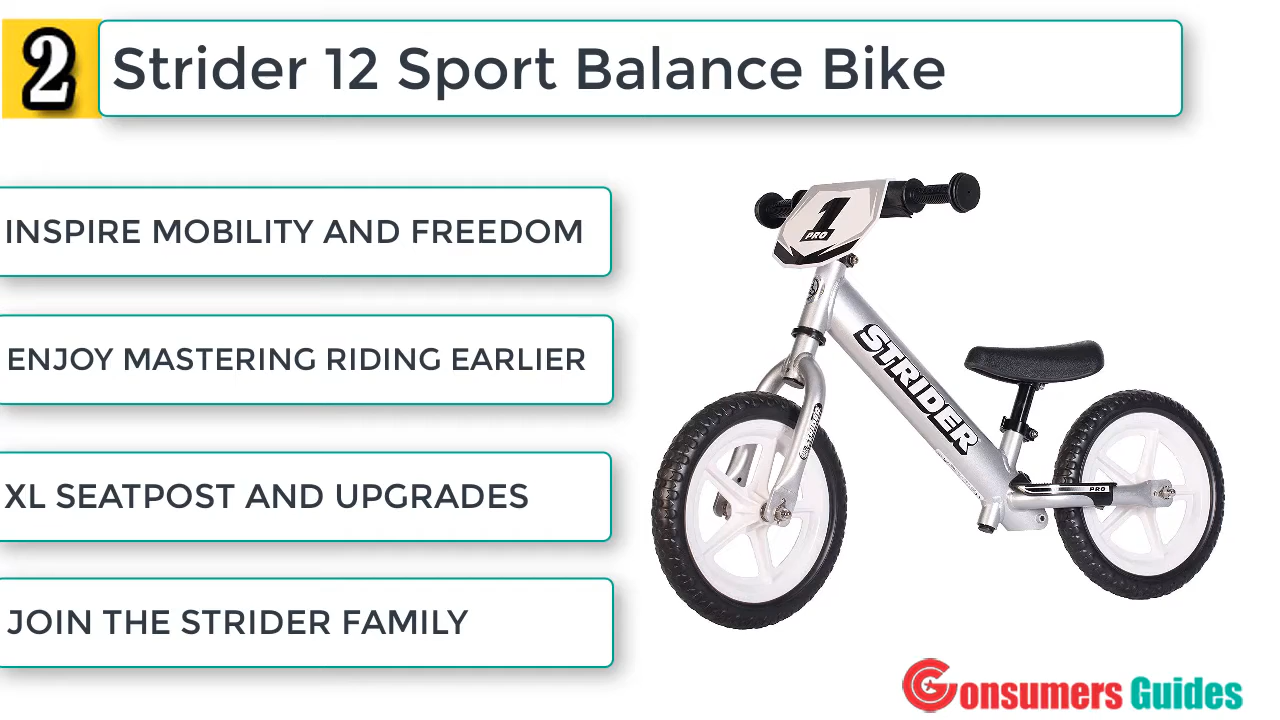 2
Strider 12 Sport Balance Bike
INSPIRE MOBILITY AND FREEDOM
ENJOY MASTERING RIDING EARLIER
XL SEATPOST AND UPGRADES
JOIN THE STRIDER FAMILY
1
PRO
STRIDER
PRO
Consumers Guides